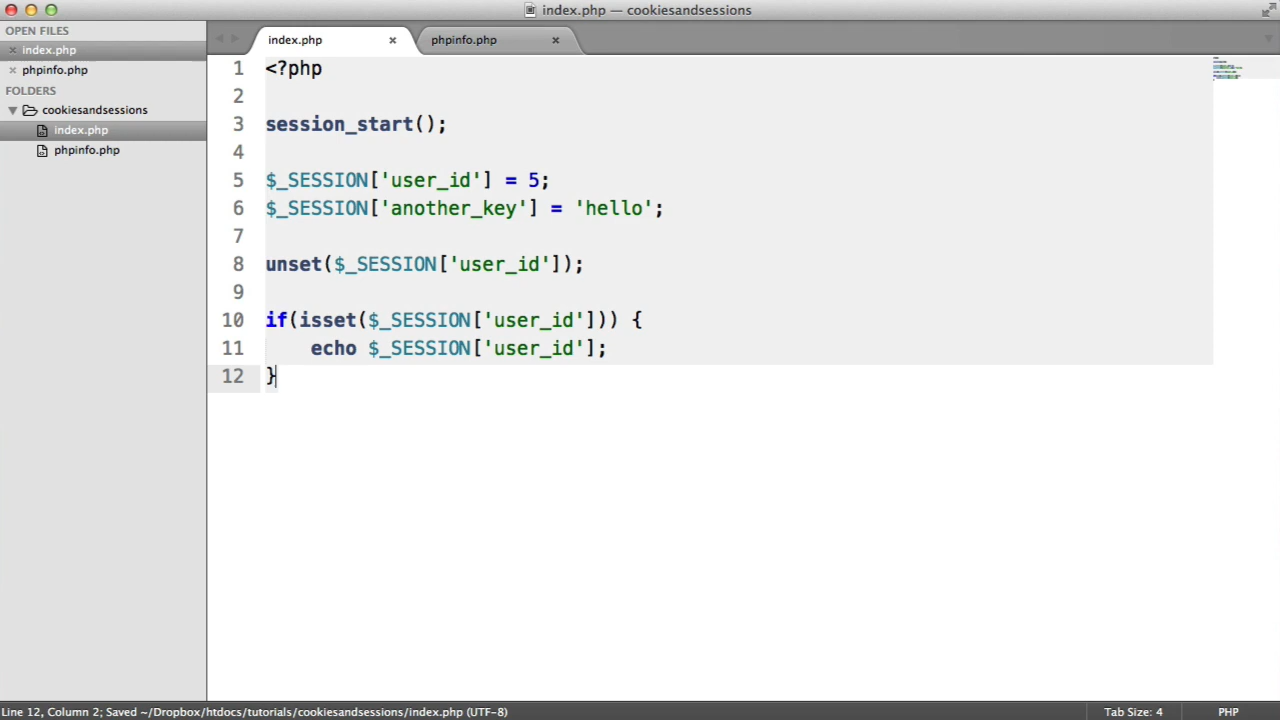 index.php — cookiesandsessions
OPEN FILES
index.php
phpinfo.php
FOLDERS
cookiesandsessions
index.php
phpinfo.php
index.php
phpinfo.php
1 <?php
2
3 session_start();
4
5 $_SESSION['user_id'] = 5;
6 $_SESSION['another_key'] = 'hello';
7
8 unset($_SESSION['user_id']);
9
10 if(isset($_SESSION['user_id'])) {
11     echo $_SESSION['user_id'];
12 }
Line 12, Column 2; Saved ~/Dropbox/htdocs/tutorials/cookiesandsessions/index.php (UTF-8)
Tab Size: 4
PHP